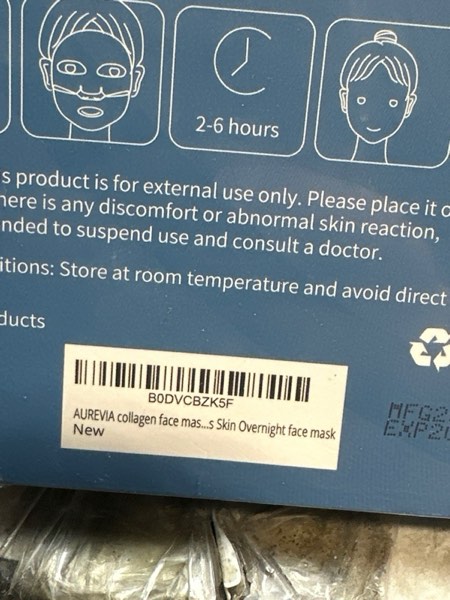 2-6 hours
s product is for external use only. Please place it
here is any discomfort or abnormal skin reaction,
nded to suspend use and consult a doctor.
itions: Store at room temperature and avoid direct
ducts
B0DVCBZK5F
AUREVIA collagen face mas...s Skin Overnight face mask
New
MFG2
EXP20